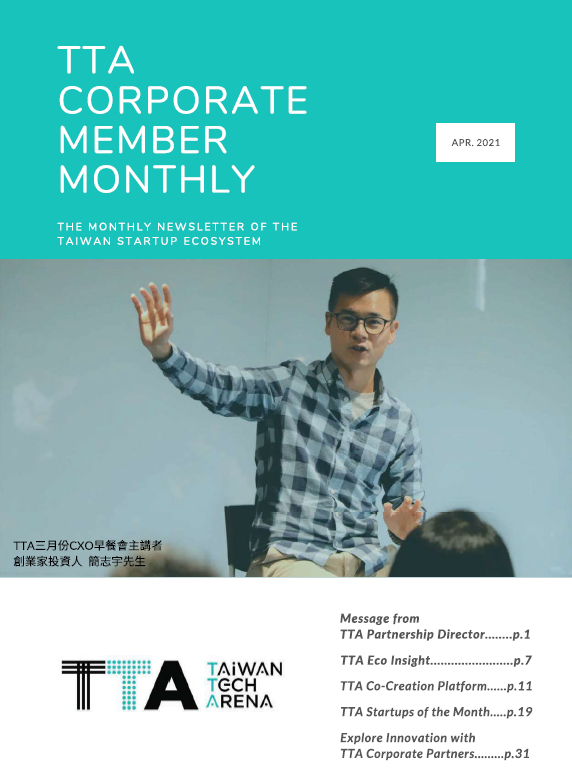 TTA
CORPORATE
MEMBER
MONTHLY
APR. 2021
THE MONTHLY NEWSLETTER OF THE
TAIWAN STARTUP ECOSYSTEM
TTA三月份CXO早餐會主講者
創業家投資人 簡志宇先生
Message from
TTA Partnership Director........p.1
TTA Eco Insight........................p.7
TTA Co-Creation Platform......p.11
TTA Startups of the Month.....p.19
Explore Innovation with
TTA Corporate Partners.........p.31
TTA
TAiWAN
TECH
ARENA